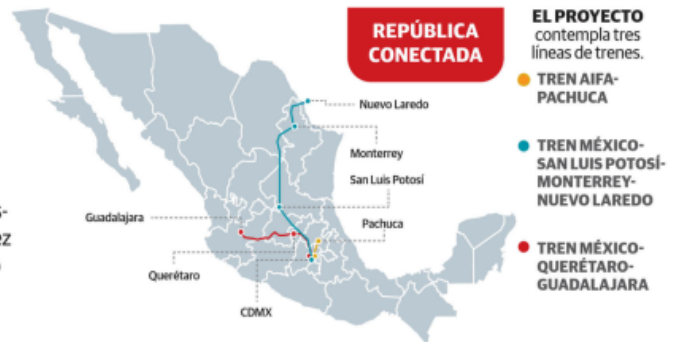 REPÚBLICA
CONECTADA
EL PROYECTO
contempla tres
líneas de trenes.
TREN AIFA-
PACHUCA
TREN MÉXICO-
SAN LUIS POTOSÍ-
MONTERREY-
NUEVO LAREDO
TREN MÉXICO-
QUERÉTARO-
GUADALAJARA
Nuevo Laredo
Monterrey
San Luis Potosí
Pachuca
Guadalajara
Querétaro
CDMX
s-
ez